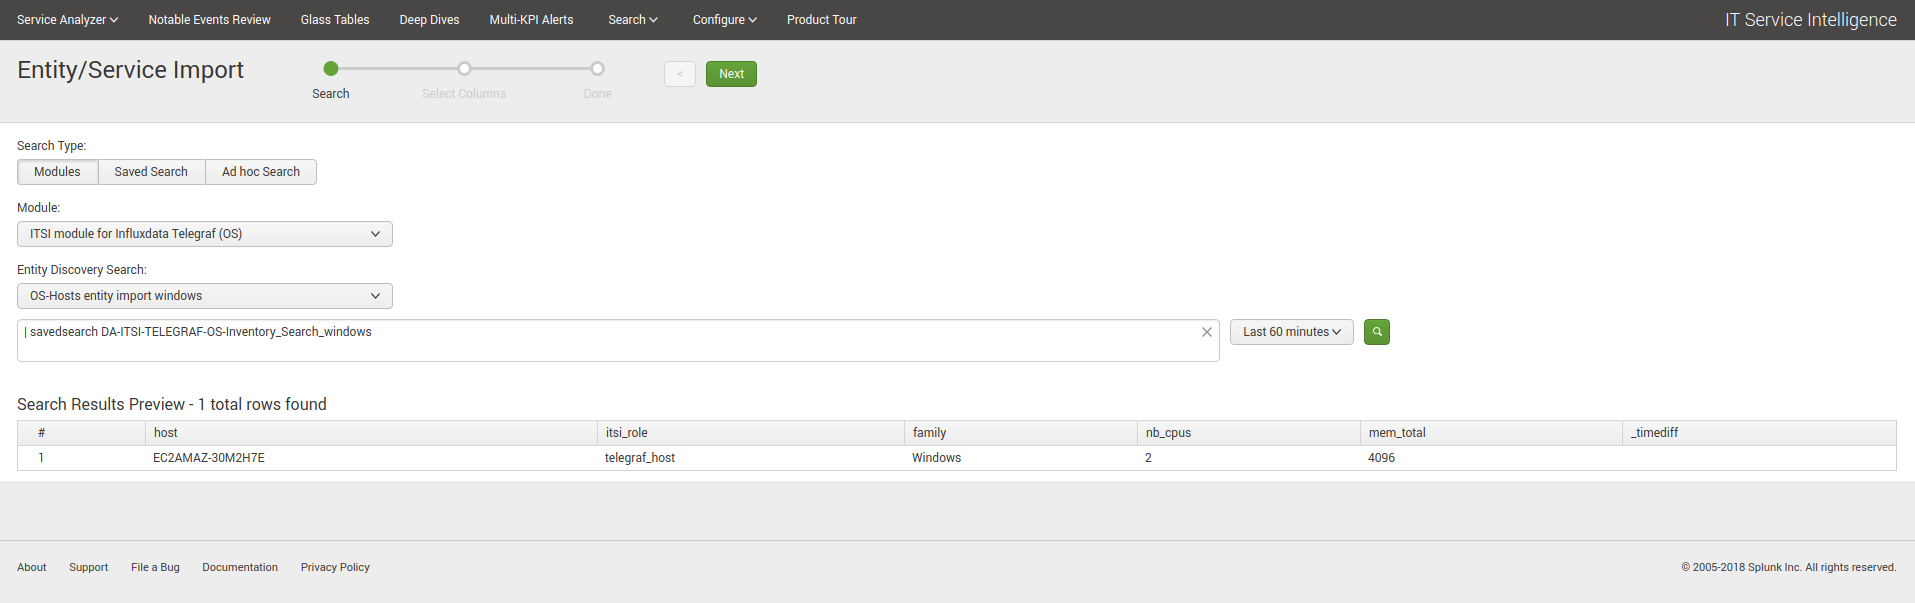 Service Analyzer Notable Events Review Glass Tables Deep Dives Multi-KPI Alerts Search Configure Product Tour IT Service Intelligence
Entity/Service Import < Next
Search Select Columns Done
Search Type:
Modules Saved Search Ad hoc Search
Module:
ITSI module for Influxdata Telegraf (OS)
Entity Discovery Search:
OS-Hosts entity import windows
| savedsearch DA-ITSI-TELEGRAF-OS-Inventory_Search_windows Last 60 minutes
Search Results Preview - 1 total rows found
# host itsi_role family nb_cpus mem_total _timediff
1 EC2AMAZ-30M2H7E telegraf_host Windows 2 4096
About Support File a Bug Documentation Privacy Policy © 2005-2018 Splunk Inc. All rights reserved.